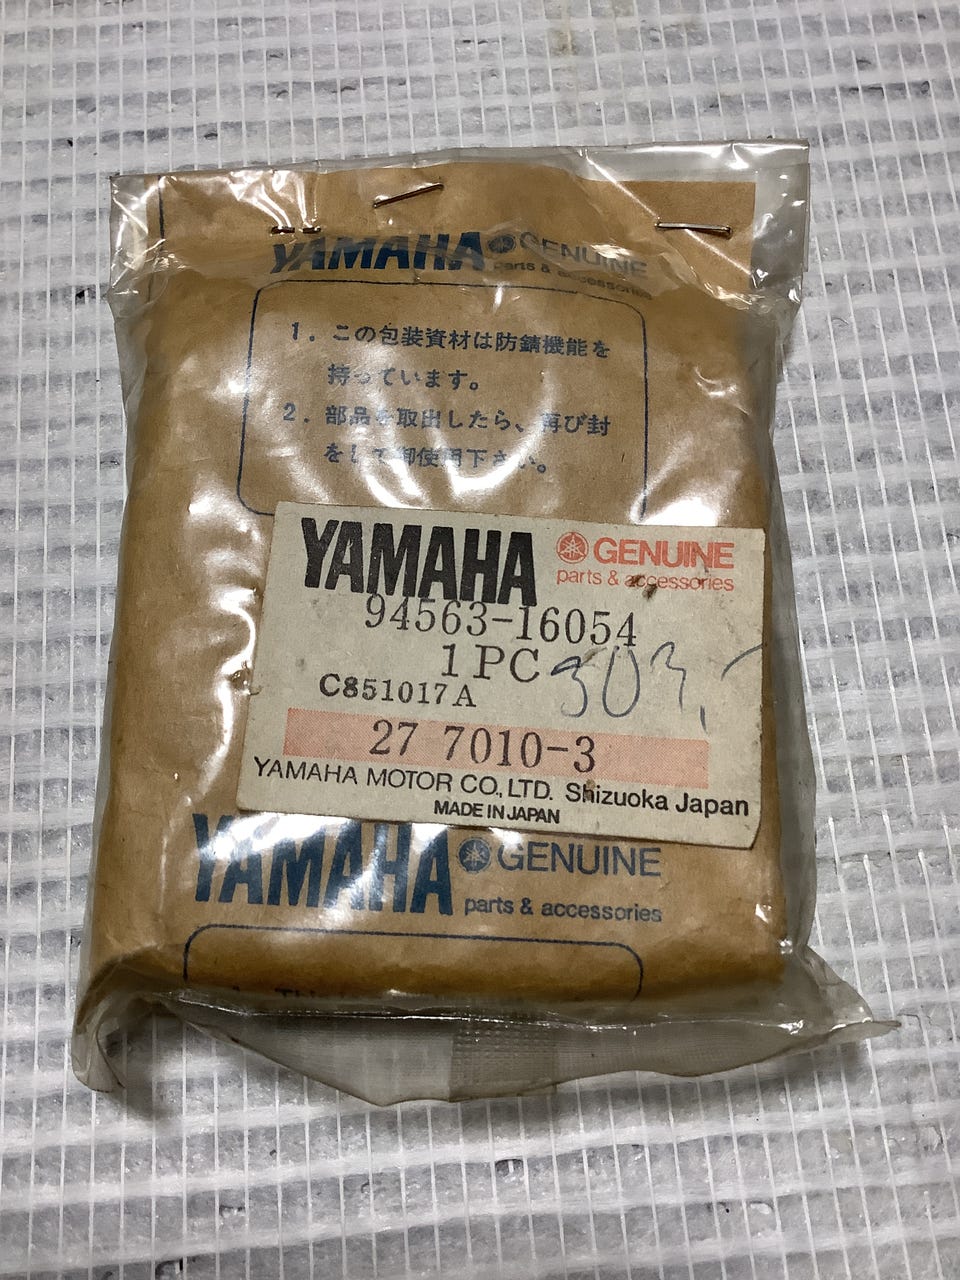 YAMAHA GENUINE
parts & accessories
1. この包装資材は防錆機能を
持っています。
2. 部品を取出したら、再び封
をして御使用下さい。
YAMAHA GENUINE
parts & accessories
94563-16054
1 PC
303,-
C851017A
27 7010-3
YAMAHA MOTOR CO., LTD. Shizuoka Japan
MADE IN JAPAN
YAMAHA GENUINE
parts & accessories